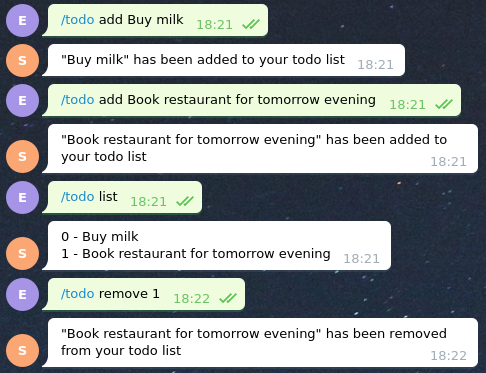 E
/todo add Buy milk 18:21
S
"Buy milk" has been added to your todo list 18:21
E
/todo add Book restaurant for tomorrow evening 18:21
"Book restaurant for tomorrow evening" has been added to
S
your todo list
18:21
E
/todo list 18:21
0 - Buy milk
S
1 - Book restaurant for tomorrow evening 18:21
E
/todo remove 1 18:22
"Book restaurant for tomorrow evening" has been removed
S
from your todo list
18:22